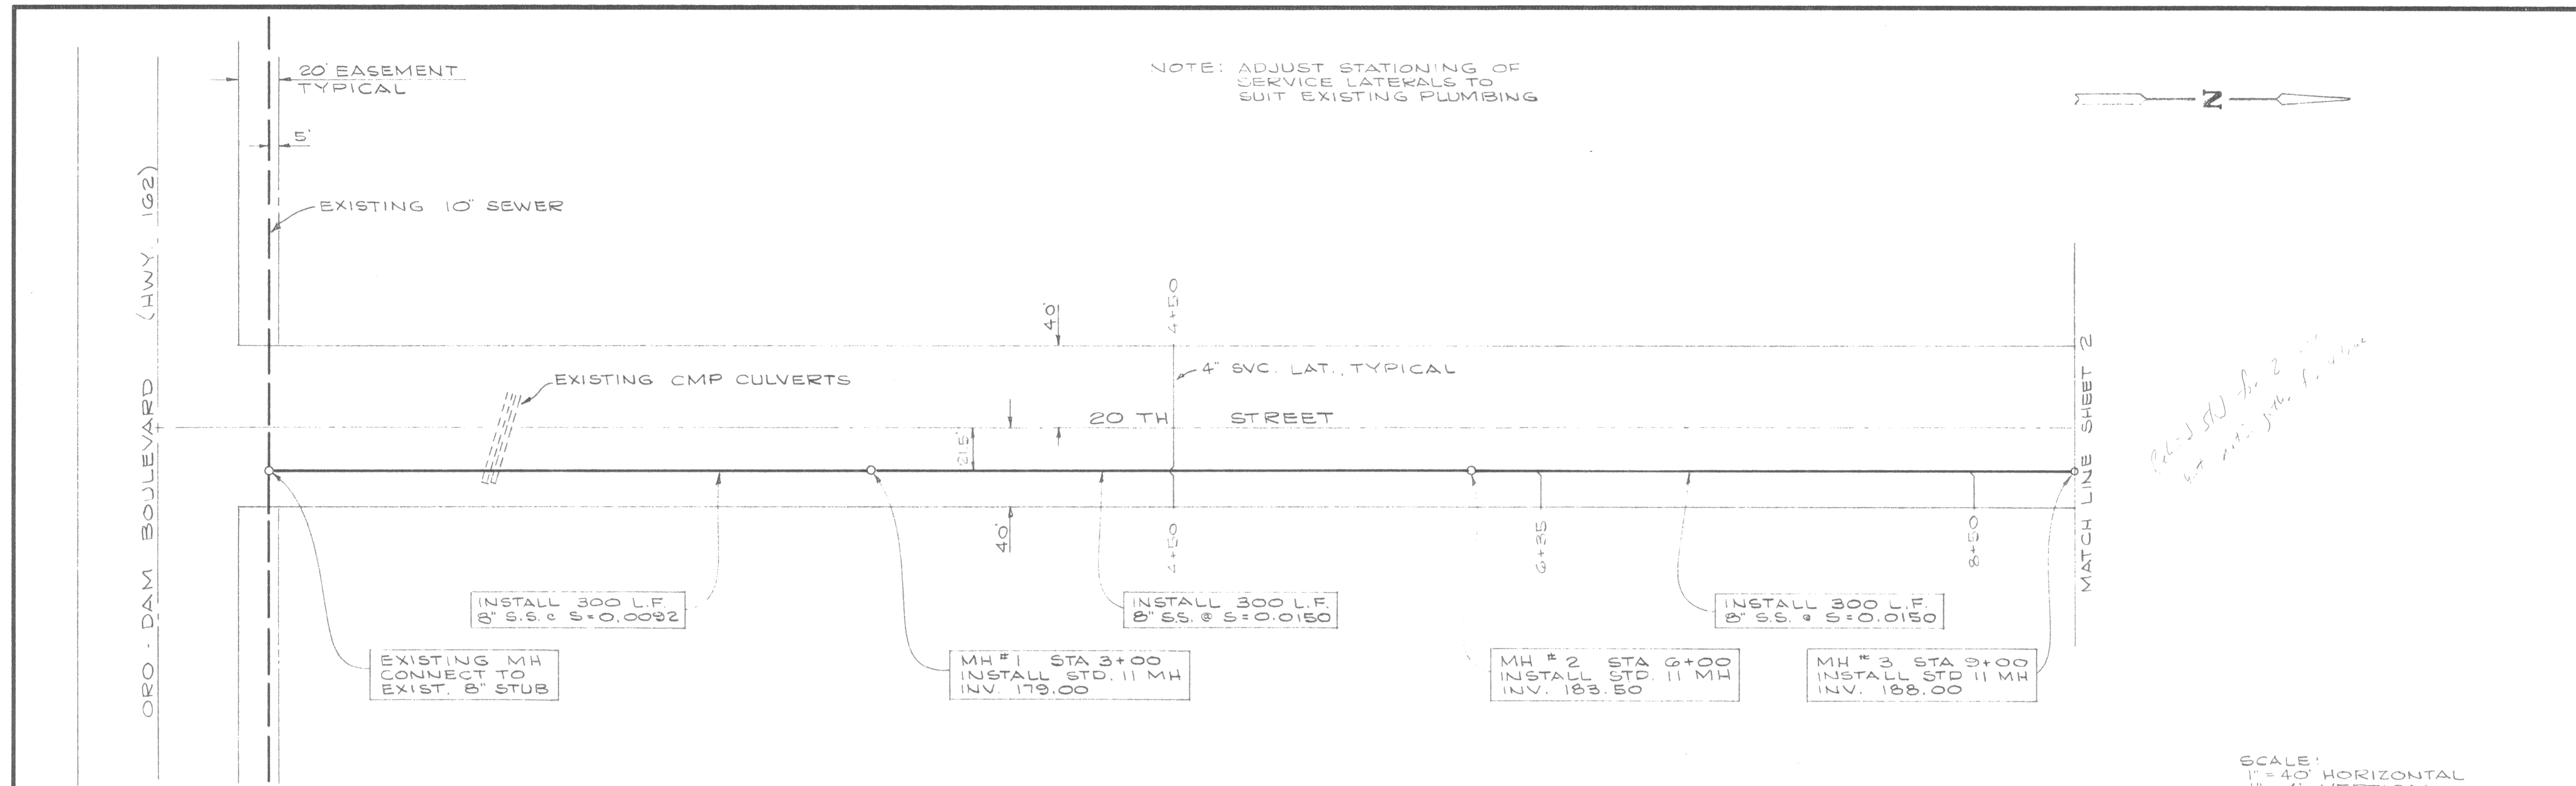 20' EASEMENT
TYPICAL
NOTE: ADJUST STATIONING OF
SERVICE LATERALS TO
SUIT EXISTING PLUMBING
N
5'
ORO-DAM BOULEVARD (HWY. 162)
EXISTING 10" SEWER
40'
4+50
4" SVC. LAT., TYPICAL
EXISTING CMP CULVERTS
20 TH STREET
21.5'
40'
4+50
6+35
8+50
MATCH LINE SHEET 2
INSTALL 300 L.F.
8" S.S. @ S=0.0092
INSTALL 300 L.F.
8" S.S. @ S=0.0150
INSTALL 300 L.F.
8" S.S. @ S=0.0150
EXISTING MH
CONNECT TO
EXIST. 8" STUB
MH #1 STA 3+00
INSTALL STD. 11 MH
INV. 179.00
MH #2 STA 6+00
INSTALL STD. 11 MH
INV. 183.50
MH #3 STA 9+00
INSTALL STD 11 MH
INV. 188.00
SCALE:
1" = 40' HORIZONTAL